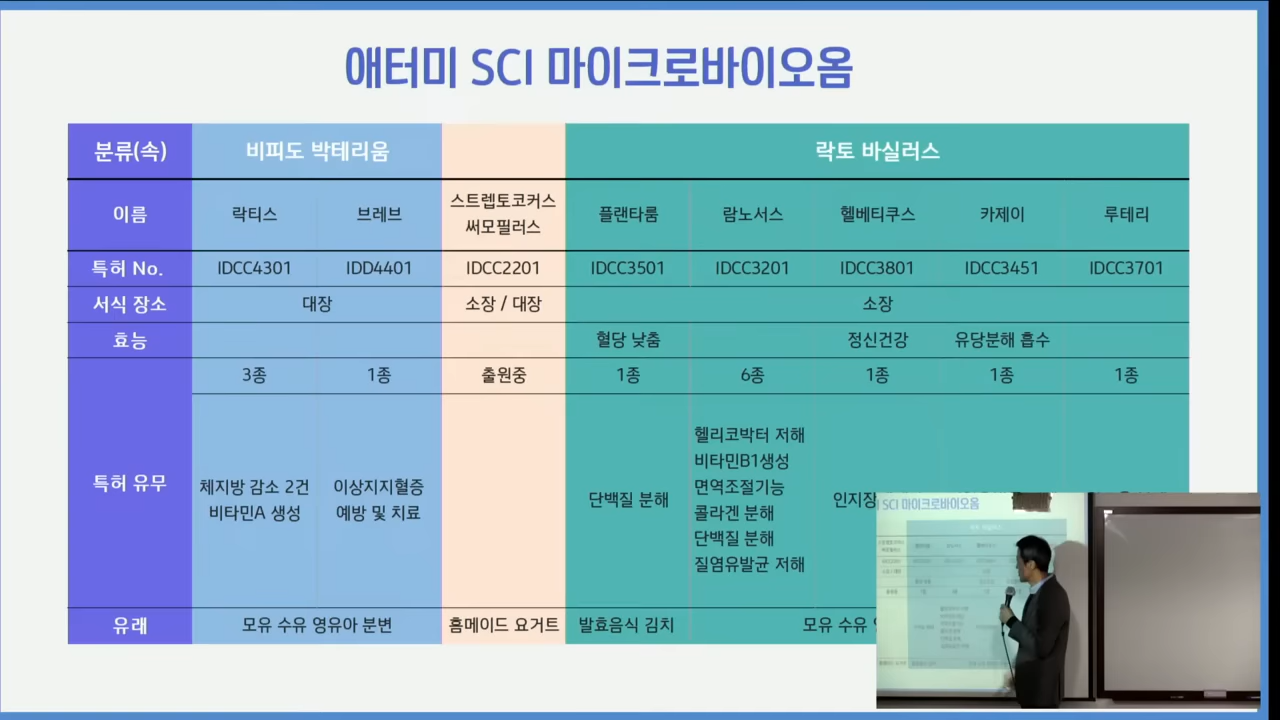 애터미 SCI 마이크로바이오옴
분류(속) 비피도 박테리움 락토 바실러스
이름 락티스 브레브 스트렙토코커스 써모필러스 플랜타룸 람노서스 헬베티쿠스 카제이 루테리
특허 No. IDCC4301 IDD4401 IDCC2201 IDCC3501 IDCC3201 IDCC3801 IDCC3451 IDCC3701
서식 장소 대장 소장 / 대장 소장
효능 혈당 낮춤 정신건강 유당분해 흡수
특허 유무 3종 1종 출원중 1종 6종 1종 1종 1종
체지방 감소 2건
비타민A 생성
이상지지혈증
예방 및 치료
단백질 분해
헬리코박터 저해
비타민B1생성
면역조절기능
콜라겐 분해
단백질 분해
질염유발균 저해
인지장
유래 모유 수유 영유아 분변 홈메이드 요거트 발효음식 김치 모유 수유
SCI 마이크로바이오옴